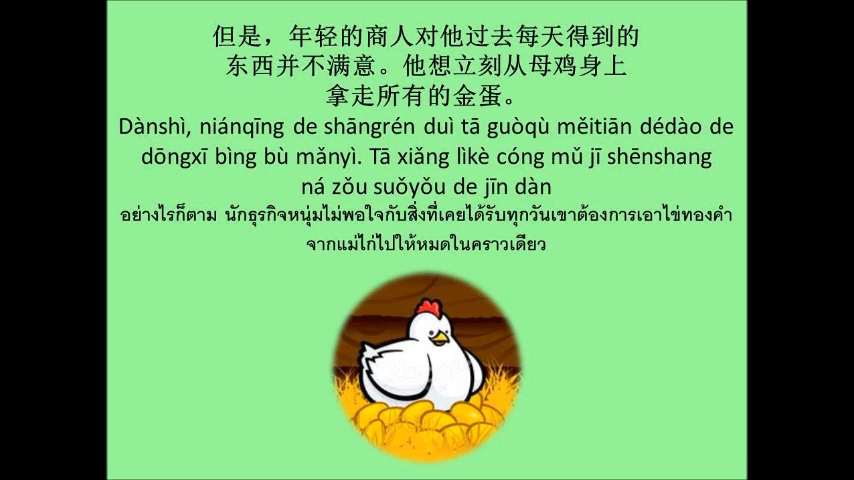 但是，年轻的商人对他过去每天得到的
东西并不满意。他想立刻从母鸡身上
拿走所有的金蛋。
Dànshì, niánqīng de shāngrén duì tā guòqù měitiān dédào de
dōngxī bìng bù mǎnyì. Tā xiǎng lìkè cóng mǔ jī shēnshang
ná zǒu suǒyǒu de jīn dàn
อย่างไรก็ตาม นักธุรกิจหนุ่มไม่พอใจกับสิ่งที่เคยได้รับทุกวันเขาต้องการเอาไข่ทองคำ
จากแม่ไก่ไปให้หมดในคราวเดียว